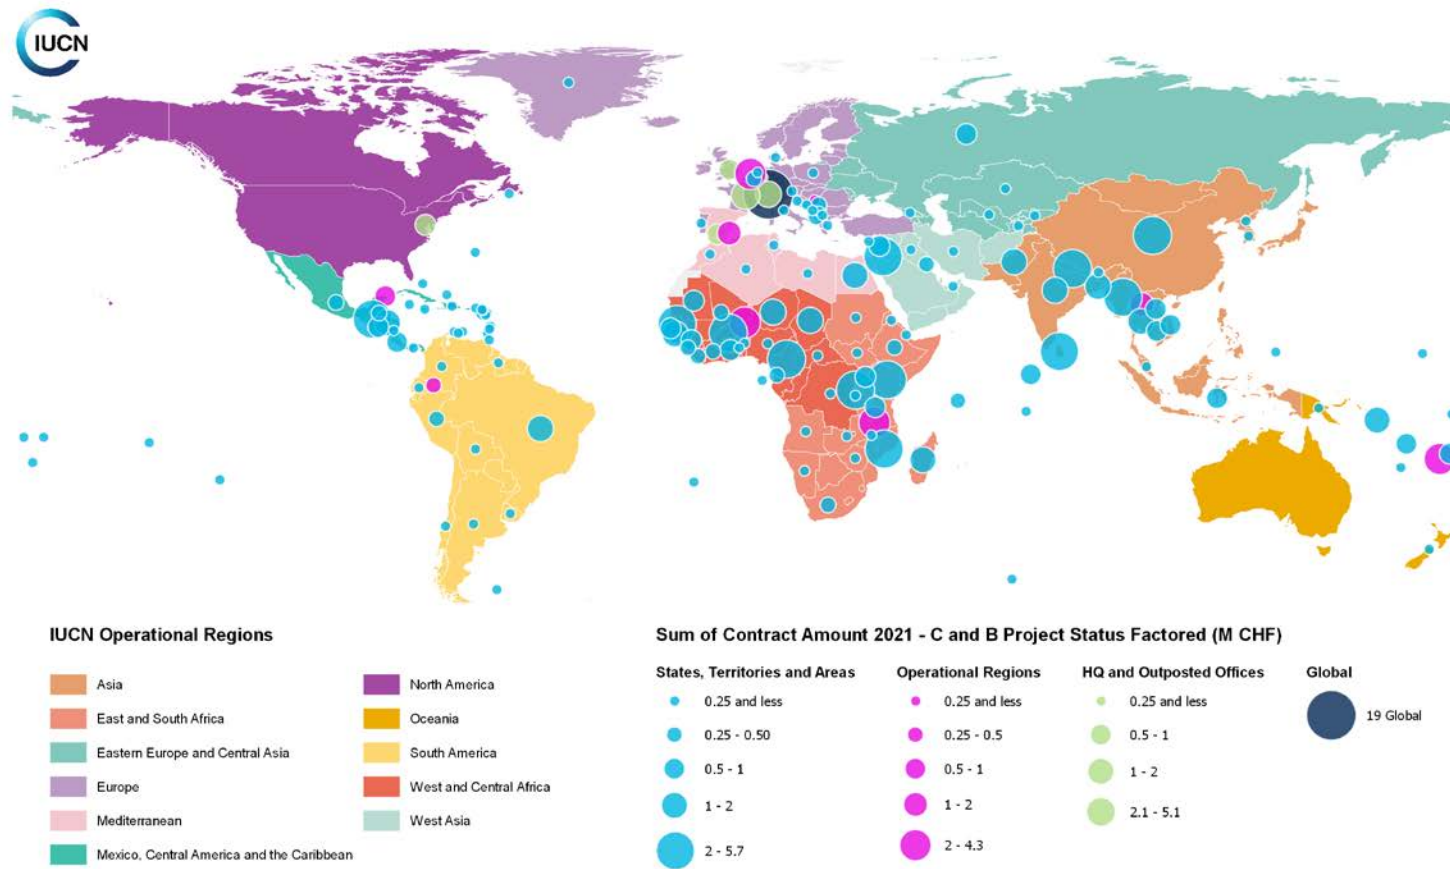 IUCN
IUCN Operational Regions
Asia
East and South Africa
Eastern Europe and Central Asia
Europe
Mediterranean
Mexico, Central America and the Caribbean
North America
Oceania
South America
West and Central Africa
West Asia
Sum of Contract Amount 2021 - C and B Project Status Factored (M CHF)
States, Territories and Areas
0.25 and less
0.25 - 0.50
0.5 - 1
1 - 2
2 - 5.7
Operational Regions
0.25 and less
0.25 - 0.5
0.5 - 1
1 - 2
2 - 4.3
HQ and Outposted Offices
0.25 and less
0.5 - 1
1 - 2
2.1 - 5.1
Global
19 Global